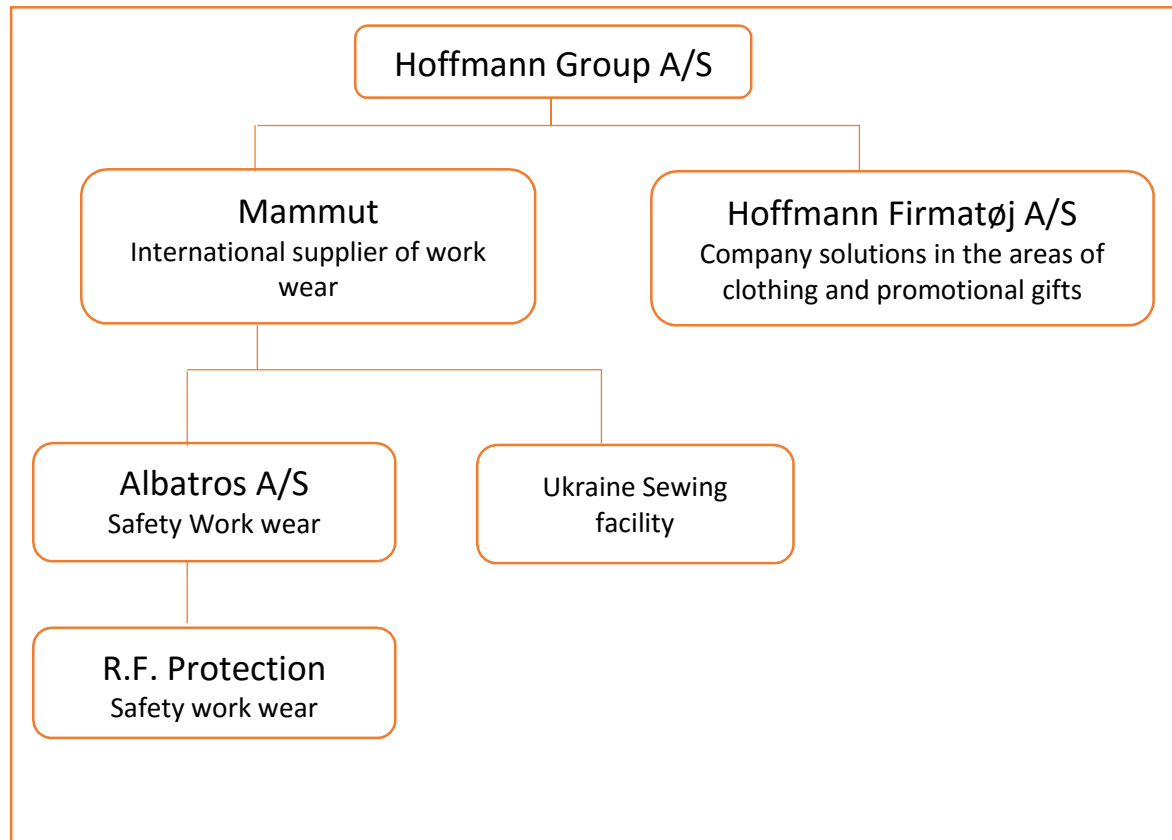 Hoffmann Group A/S
Mammut
International supplier of work
wear
Hoffmann Firmatøj A/S
Company solutions in the areas of
clothing and promotional gifts
Albatros A/S
Safety Work wear
Ukraine Sewing
facility
R.F. Protection
Safety work wear